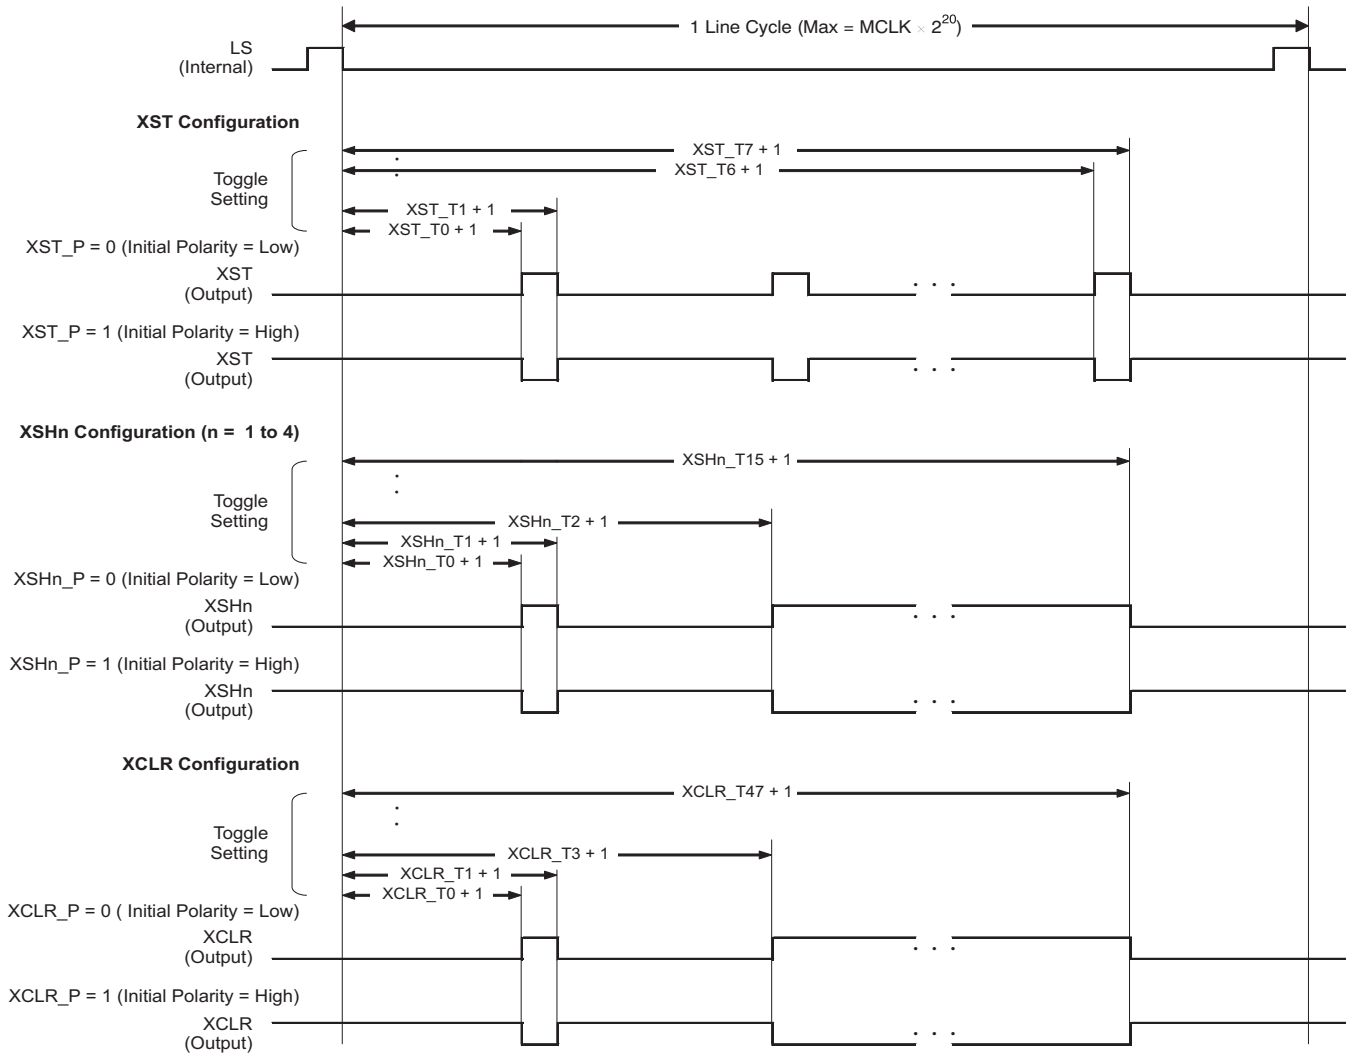 1 Line Cycle (Max = MCLK × 2^20)
LS
(Internal)
XST Configuration
XST_T7 + 1
XST_T6 + 1
Toggle
Setting
XST_T1 + 1
XST_T0 + 1
XST_P = 0 (Initial Polarity = Low)
XST
(Output)
. . .
XST_P = 1 (Initial Polarity = High)
XST
(Output)
. . .
XSHn Configuration (n = 1 to 4)
XSHn_T15 + 1
Toggle
Setting
XSHn_T2 + 1
XSHn_T1 + 1
XSHn_T0 + 1
XSHn_P = 0 (Initial Polarity = Low)
XSHn
(Output)
. . .
XSHn_P = 1 (Initial Polarity = High)
XSHn
(Output)
. . .
XCLR Configuration
XCLR_T47 + 1
Toggle
Setting
XCLR_T3 + 1
XCLR_T1 + 1
XCLR_T0 + 1
XCLR_P = 0 ( Initial Polarity = Low)
XCLR
(Output)
. . .
XCLR_P = 1 (Initial Polarity = High)
XCLR
(Output)
. . .